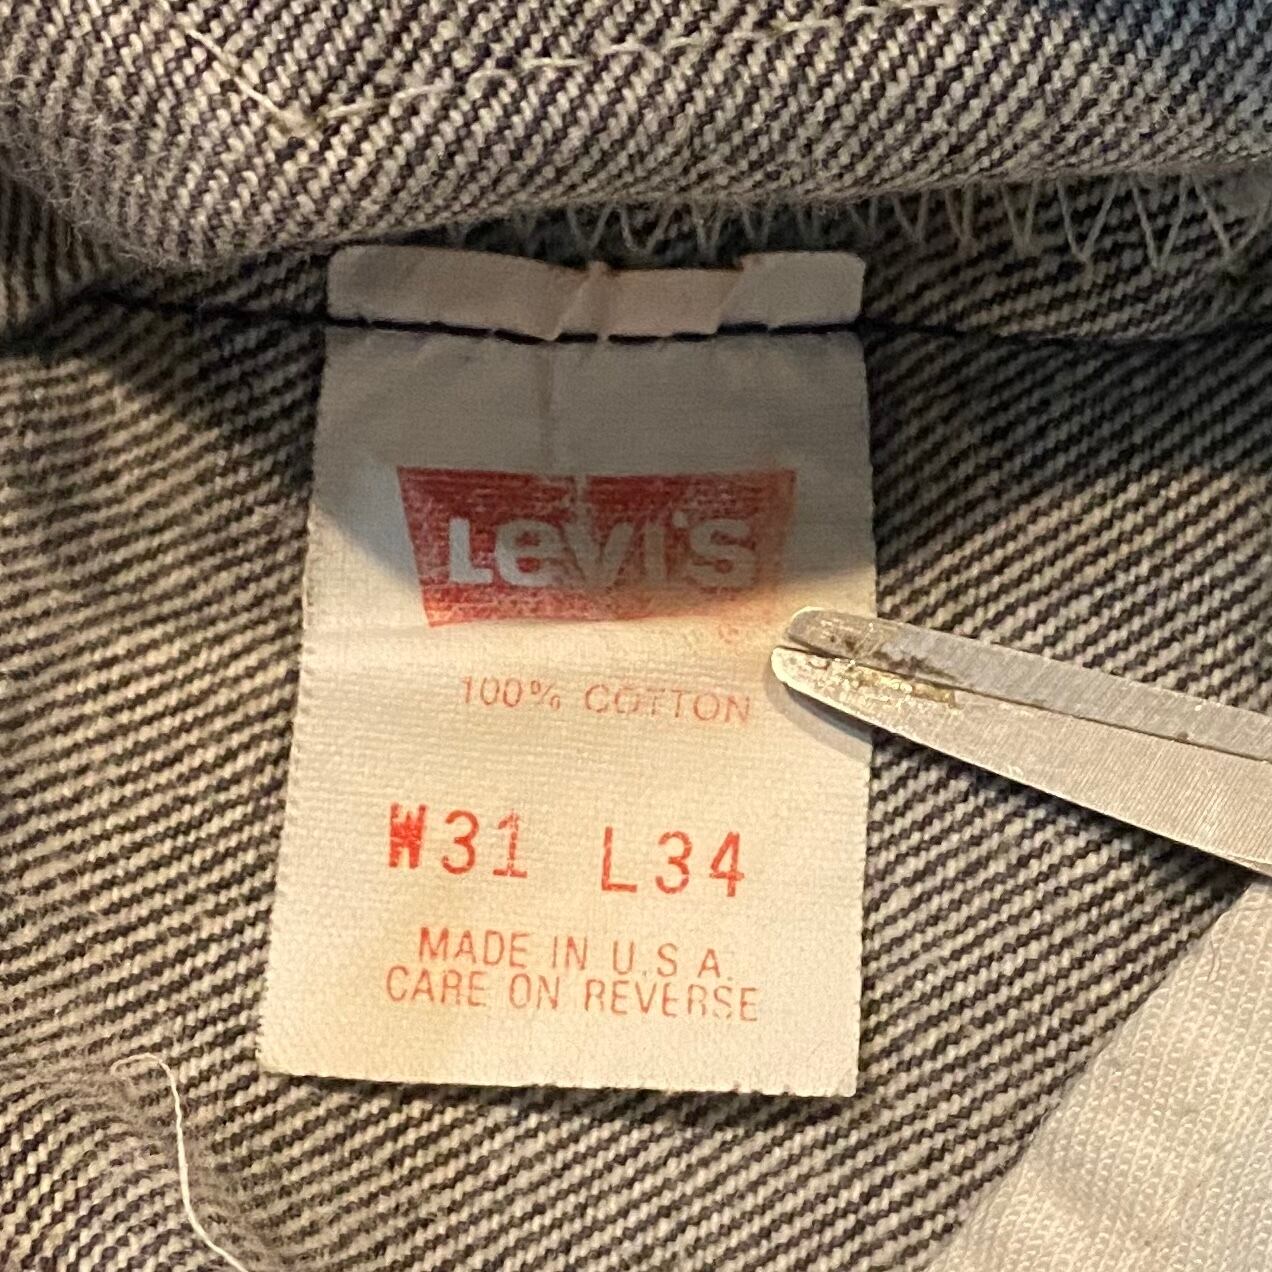 Levi's
®
100% COTTON
W31 L34
MADE IN U.S.A.
CARE ON REVERSE